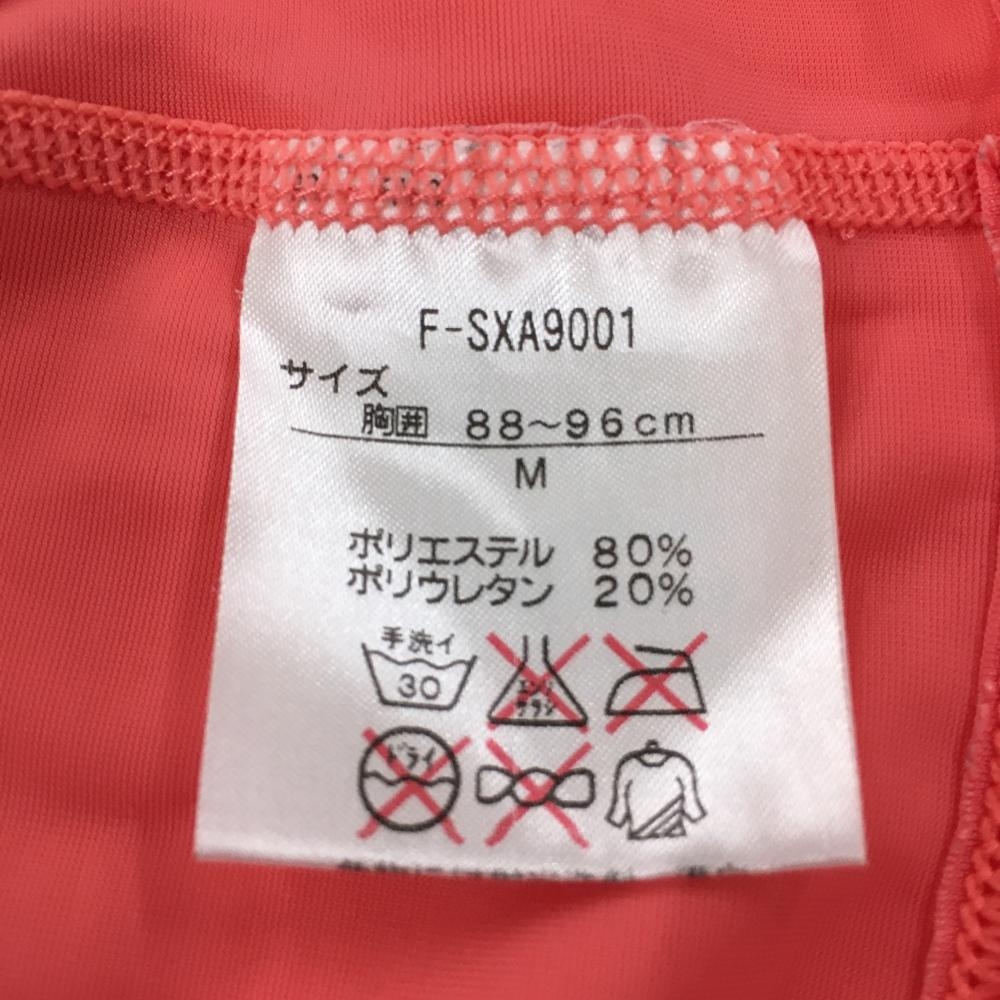 F-SXA9001
サイズ
胸囲 88～96cm
M
ポリエステル 80%
ポリウレタン 20%
手洗イ
30
エンソ
サラシ
ドライ